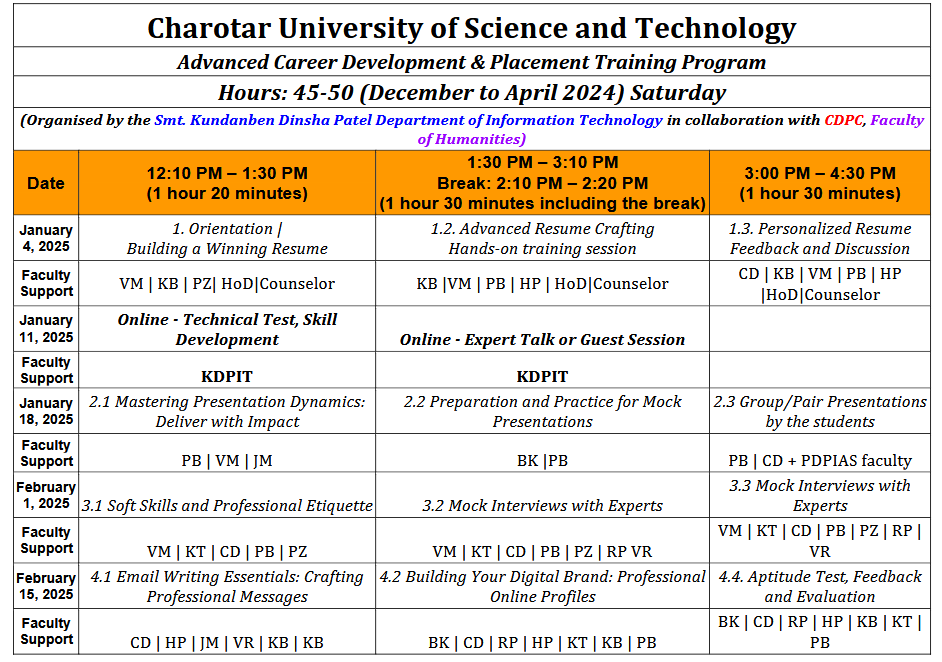 Charotar University of Science and Technology
Advanced Career Development & Placement Training Program
Hours: 45-50 (December to April 2024) Saturday
(Organised by the Smt. Kundanben Dinsha Patel Department of Information Technology in collaboration with CDPC, Faculty
of Humanities)
Date
12:10 PM – 1:30 PM
(1 hour 20 minutes)
1:30 PM – 3:10 PM
Break: 2:10 PM – 2:20 PM
(1 hour 30 minutes including the break)
3:00 PM – 4:30 PM
(1 hour 30 minutes)
January
4, 2025
1. Orientation |
Building a Winning Resume
1.2. Advanced Resume Crafting
Hands-on training session
1.3. Personalized Resume
Feedback and Discussion
Faculty
Support
VM | KB | PZ| HoD|Counselor
KB |VM | PB | HP | HoD|Counselor
CD | KB | VM | PB | HP
|HoD|Counselor
January
11, 2025
Online - Technical Test, Skill
Development
Online - Expert Talk or Guest Session
Faculty
Support
KDPIT
KDPIT
January
18, 2025
2.1 Mastering Presentation Dynamics:
Deliver with Impact
2.2 Preparation and Practice for Mock
Presentations
2.3 Group/Pair Presentations
by the students
Faculty
Support
PB | VM | JM
BK |PB
PB | CD + PDPIAS faculty
February
1, 2025
3.1 Soft Skills and Professional Etiquette
3.2 Mock Interviews with Experts
3.3 Mock Interviews with
Experts
Faculty
Support
VM | KT | CD | PB | PZ
VM | KT | CD | PB | PZ | RP VR
VM | KT | CD | PB | PZ | RP |
VR
February
15, 2025
4.1 Email Writing Essentials: Crafting
Professional Messages
4.2 Building Your Digital Brand: Professional
Online Profiles
4.4. Aptitude Test, Feedback
and Evaluation
Faculty
Support
CD | HP | JM | VR | KB | KB
BK | CD | RP | HP | KT | KB | PB
BK | CD | RP | HP | KB | KT |
PB